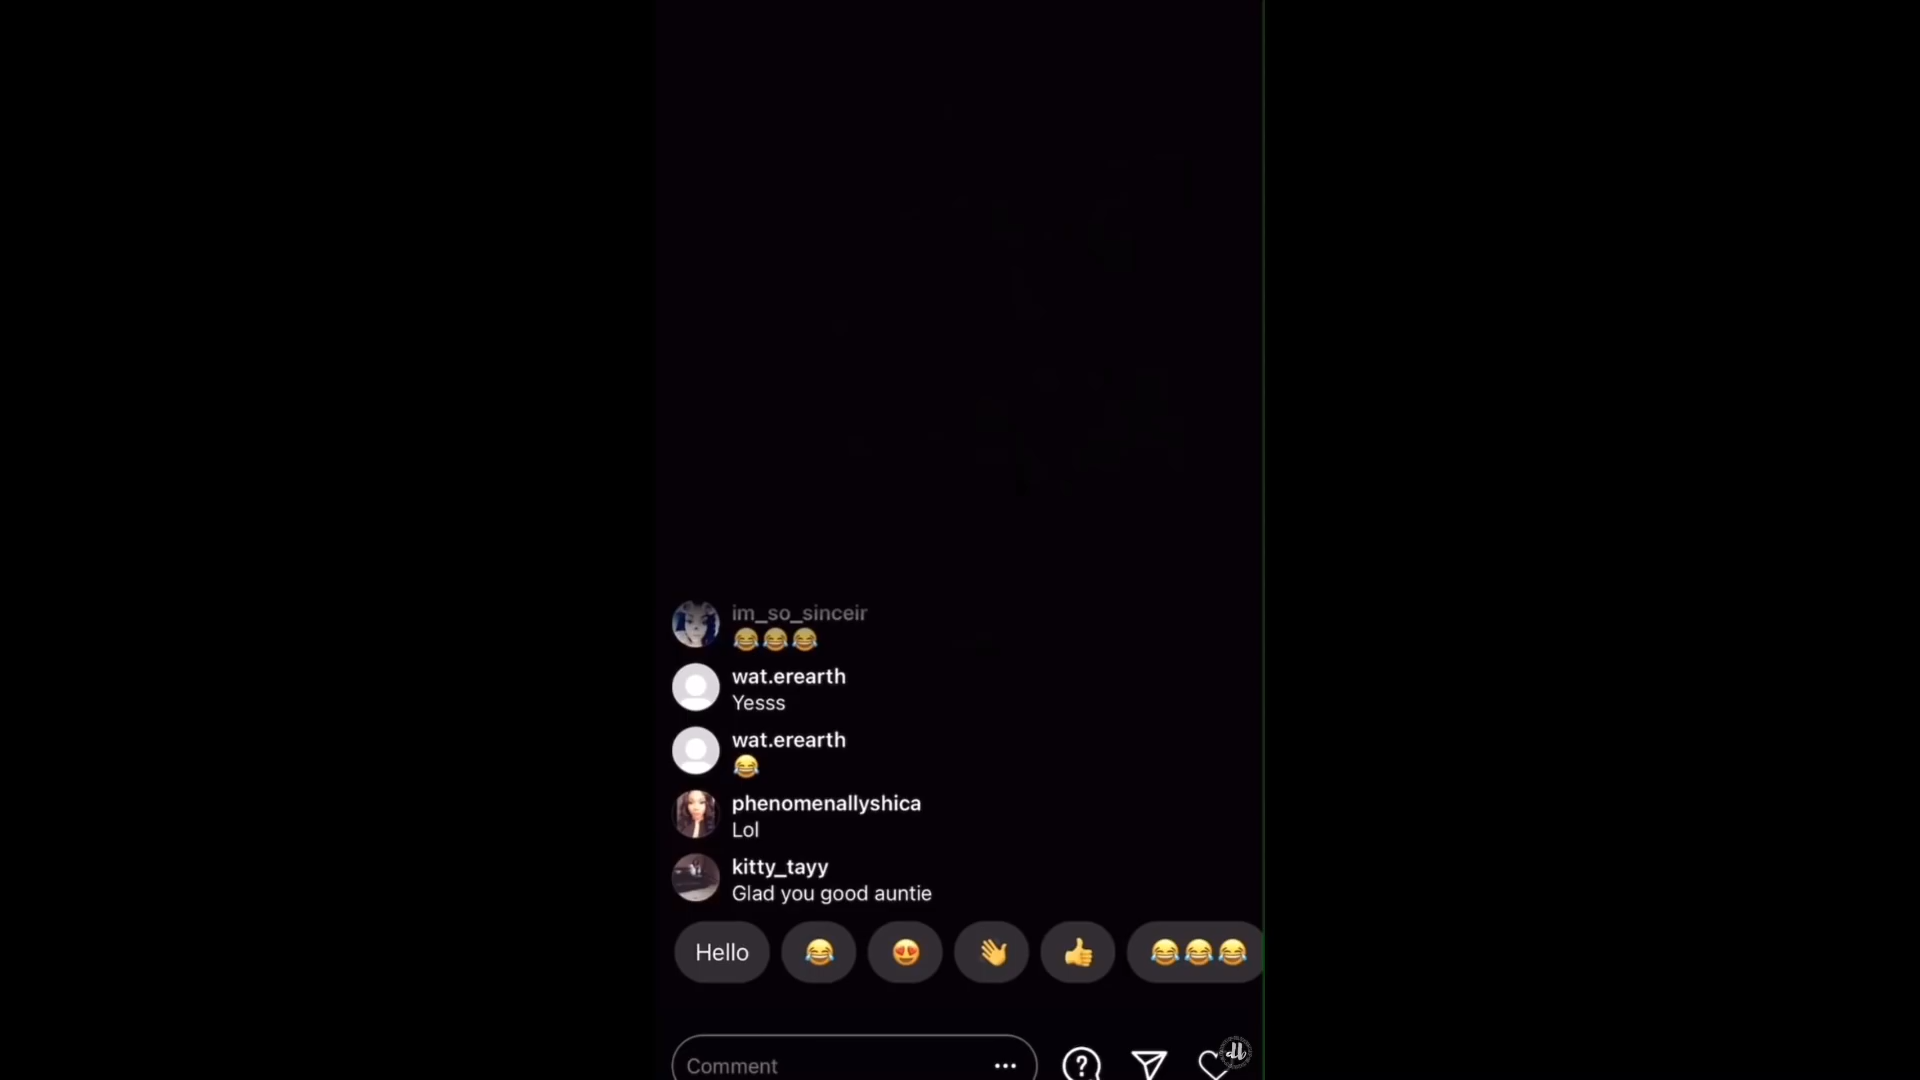 im_so_sinceir
😂😂😂
wat.erearth
Yesss
wat.erearth
😂
phenomenallyshica
Lol
kitty_tayy
Glad you good auntie
Hello 😂 😍 👋 👍 😂😂😂
Comment